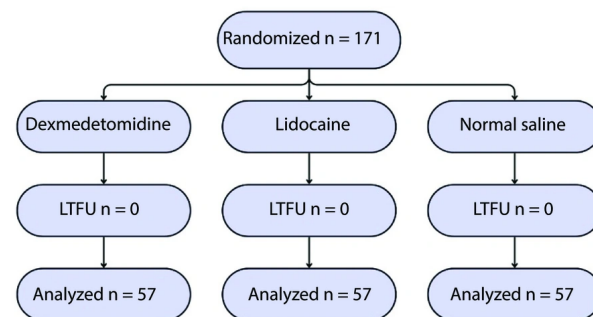 Randomized n = 171
Dexmedetomidine
Lidocaine
Normal saline
LTFU n = 0
LTFU n = 0
LTFU n = 0
Analyzed n = 57
Analyzed n = 57
Analyzed n = 57